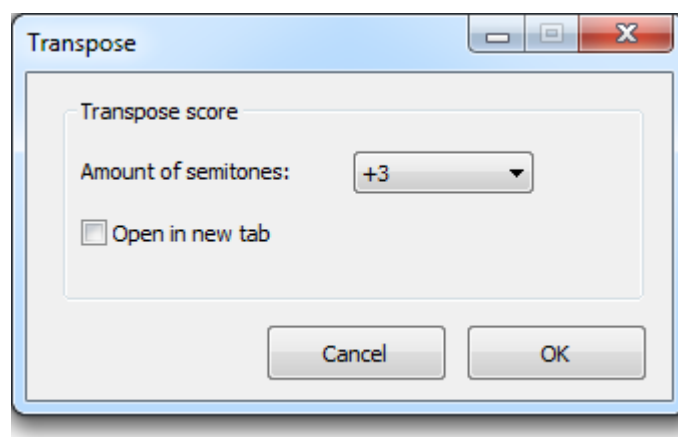 Transpose
Transpose score
Amount of semitones: +3
Open in new tab
Cancel OK